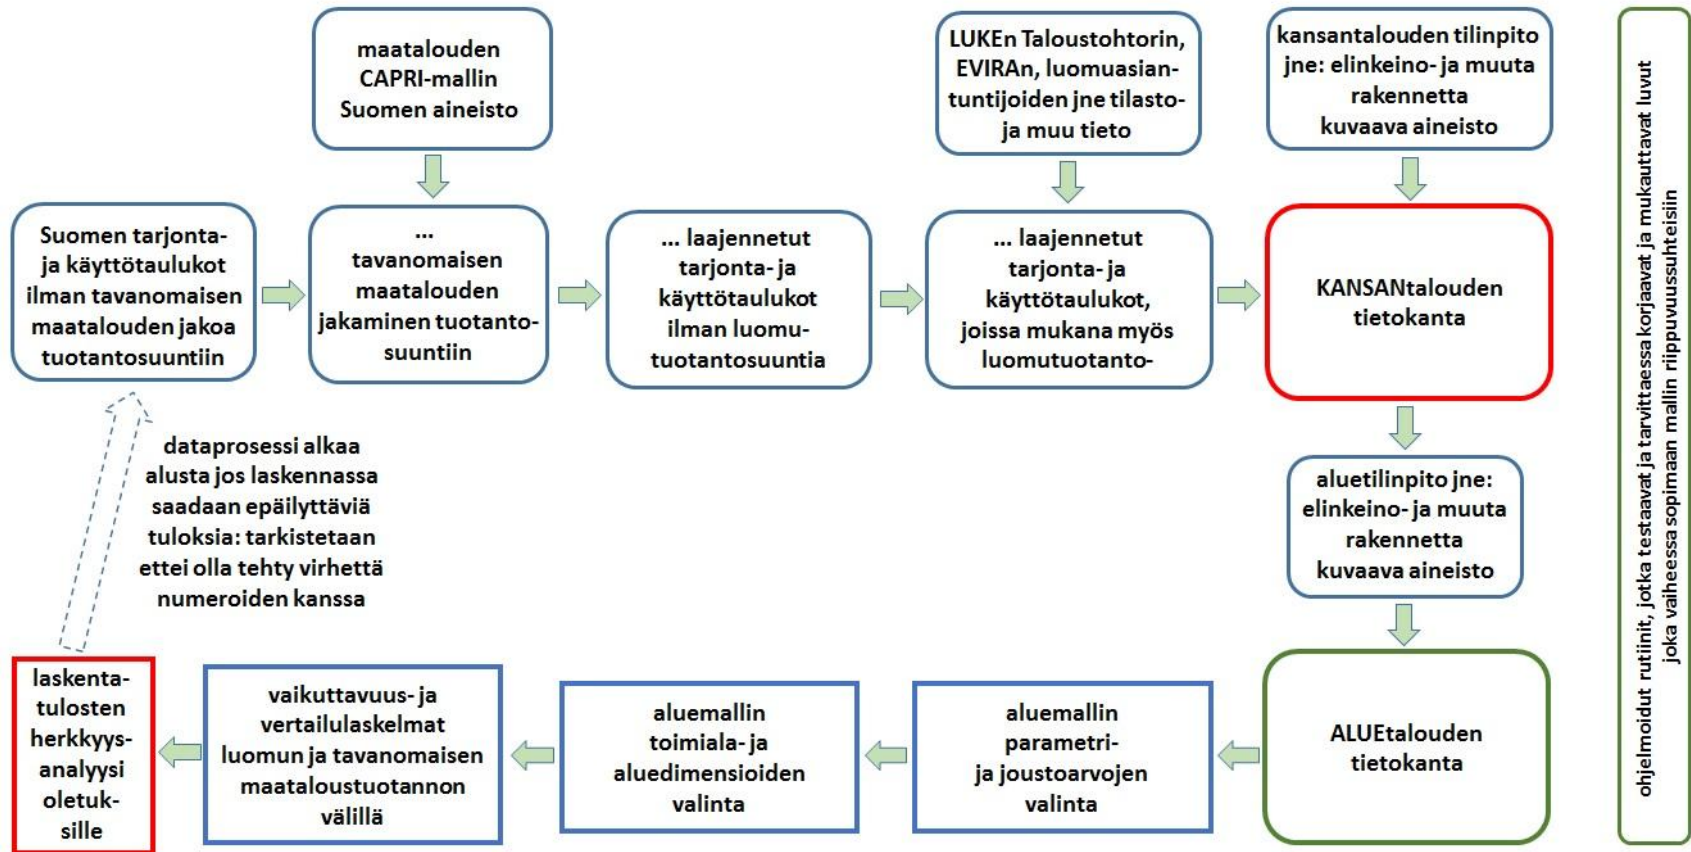 maatalouden
CAPRI-mallin
Suomen aineisto
LUKEn Taloustohtorin,
EVIRAn, luomuasian-
tuntijoiden jne tilasto-
ja muu tieto
kansantalouden tilinpito
jne: elinkeino- ja muuta
rakennetta
kuvaava aineisto
Suomen tarjonta-
ja käyttötaulukot
ilman tavanomaisen
maatalouden jakoa
tuotantosuuntiin
...
tavanomaisen
maatalouden
jakaminen tuotanto-
suuntiin
... laajennetut
tarjonta- ja
käyttötaulukot
ilman luomu-
tuotantosuuntia
... laajennetut
tarjonta- ja
käyttötaulukot,
joissa mukana myös
luomutuotanto-
KANSANtalouden
tietokanta
aluetilinpito jne:
elinkeino- ja muuta
rakennetta
kuvaava aineisto
ALUEtalouden
tietokanta
aluemallin
parametri-
ja joustoarvojen
valinta
aluemallin
toimiala- ja
aluedimensioiden
valinta
vaikuttavuus- ja
vertailulaskelmat
luomun ja tavanomaisen
maataloustuotannon
välillä
laskenta-
tulosten
herkkyys-
analyysi
oletuk-
sille
dataprosessi alkaa
alusta jos laskennassa
saadaan epäilyttäviä
tuloksia: tarkistetaan
ettei olla tehty virhettä
numeroiden kanssa
ohjelmoidut rutiinit, jotka testaavat ja tarvittaessa korjaavat ja mukauttavat luvut
joka vaiheessa sopimaan mallin riippuvuussuhteisiin